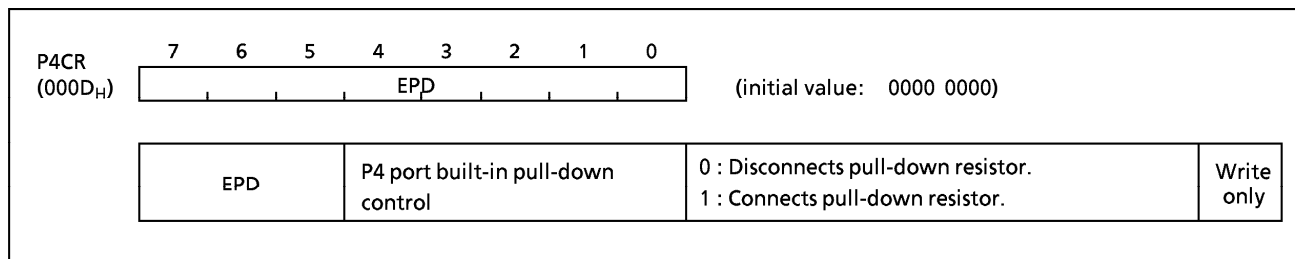 7 6 5 4 3 2 1 0
P4CR
(000DH) EPD (initial value: 0000 0000)
EPD P4 port built-in pull-down control 0 : Disconnects pull-down resistor. 1 : Connects pull-down resistor. Write only